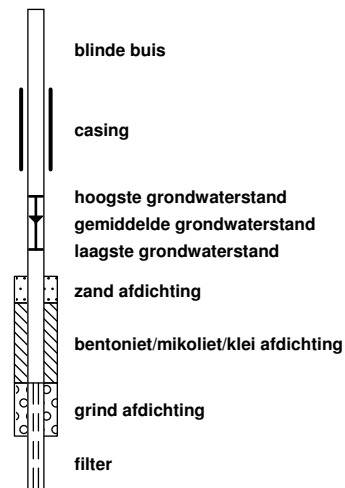 blinde buis
casing
hoogste grondwaterstand
gemiddelde grondwaterstand
laagste grondwaterstand
zand afdichting
bentoniet/mikoliet/klei afdichting
grind afdichting
filter